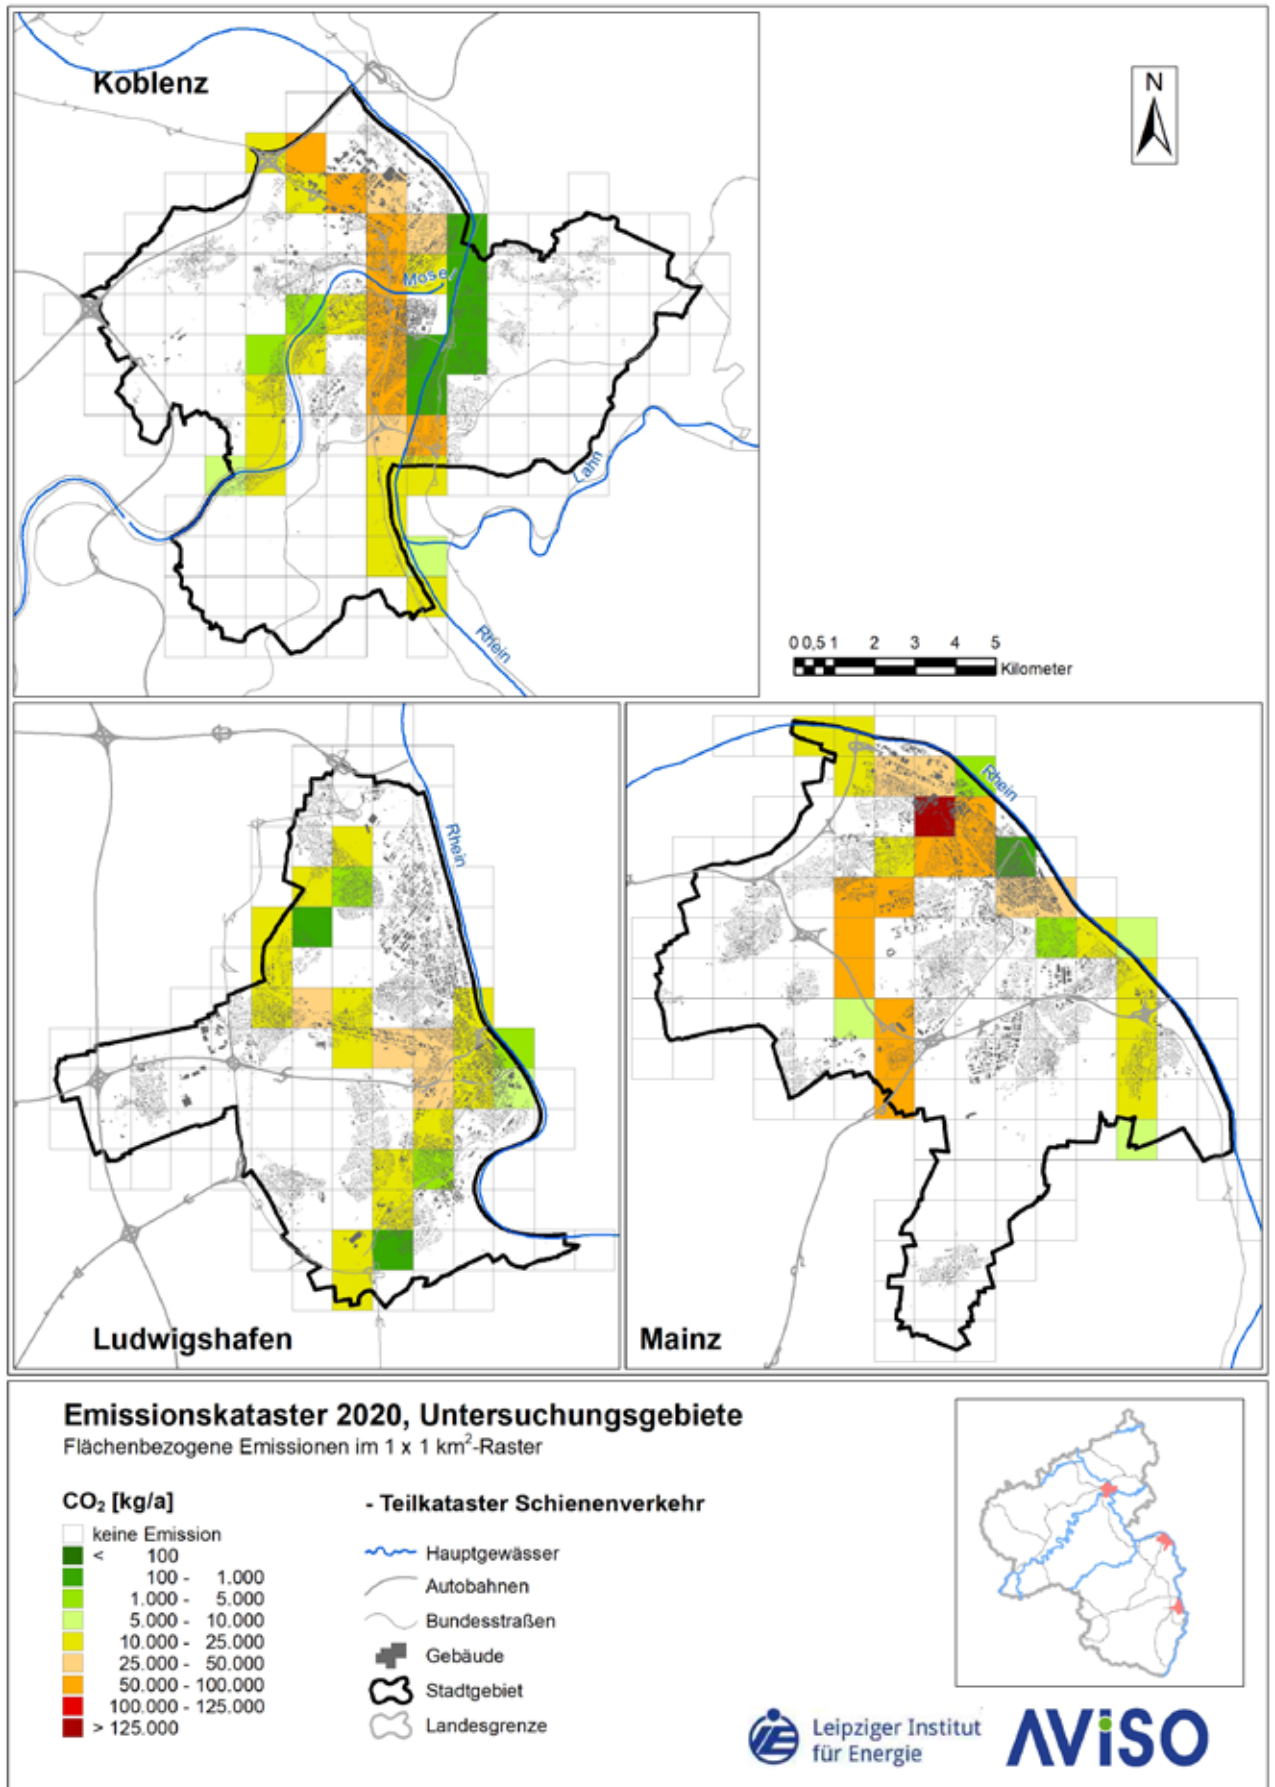 Koblenz
N
Mosel
Lahn
Rhein
0 0,5 1 2 3 4 5
Kilometer
Rhein
Ludwigshafen
Rhein
Mainz
Emissionskataster 2020, Untersuchungsgebiete
Flächenbezogene Emissionen im 1 x 1 km²-Raster
CO₂ [kg/a]
keine Emission
< 100
100 - 1.000
1.000 - 5.000
5.000 - 10.000
10.000 - 25.000
25.000 - 50.000
50.000 - 100.000
100.000 - 125.000
> 125.000
- Teilkataster Schienenverkehr
Hauptgewässer
Autobahnen
Bundesstraßen
Gebäude
Stadtgebiet
Landesgrenze
Leipziger Institut
für Energie
AViSO